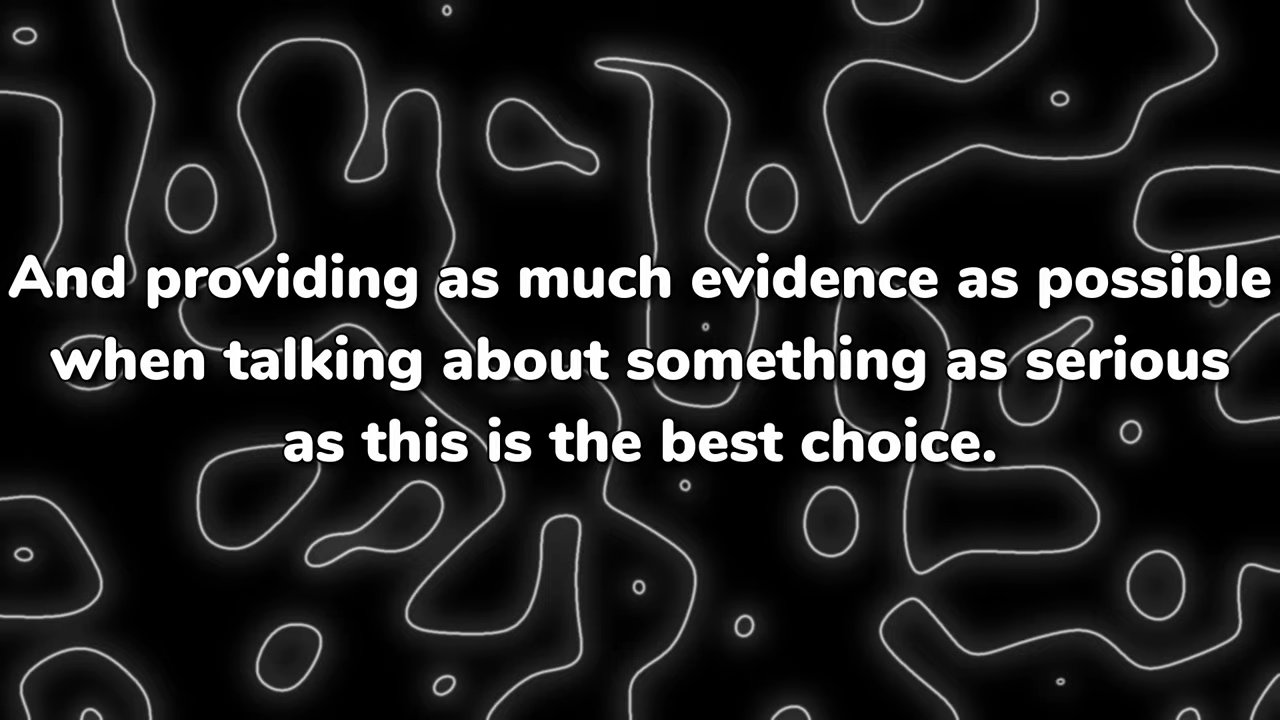 And providing as much evidence as possible
when talking about something as serious
as this is the best choice.